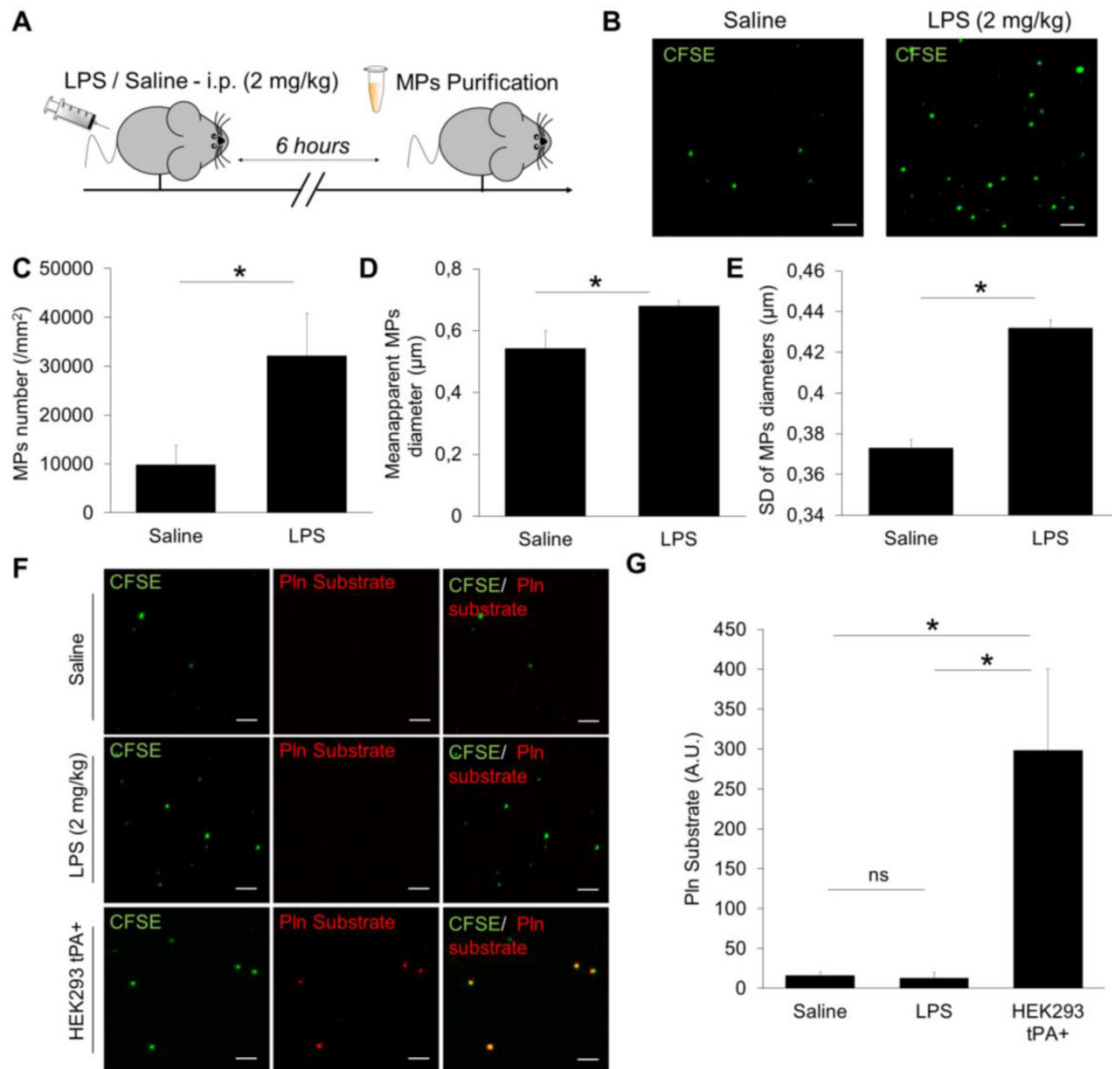 A
LPS / Saline - i.p. (2 mg/kg)
MPs Purification
6 hours
B
Saline
LPS (2 mg/kg)
CFSE
CFSE
C
MPs number (/mm²)
50000
40000
30000
20000
10000
0
*
Saline
LPS
D
Meanapparent MPs
diameter (µm)
0,8
0,6
0,4
0,2
0
*
Saline
LPS
E
SD of MPs diameters (µm)
0,46
0,44
0,42
0,4
0,38
0,36
0,34
*
Saline
LPS
F
Saline
CFSE
Pln Substrate
CFSE/ Pln
substrate
LPS (2 mg/kg)
CFSE
Pln Substrate
CFSE/ Pln
substrate
HEK293 tPA+
CFSE
Pln Substrate
CFSE/ Pln
substrate
G
Pln Substrate (A.U.)
450
400
350
300
250
200
150
100
50
0
*
*
ns
Saline
LPS
HEK293
tPA+